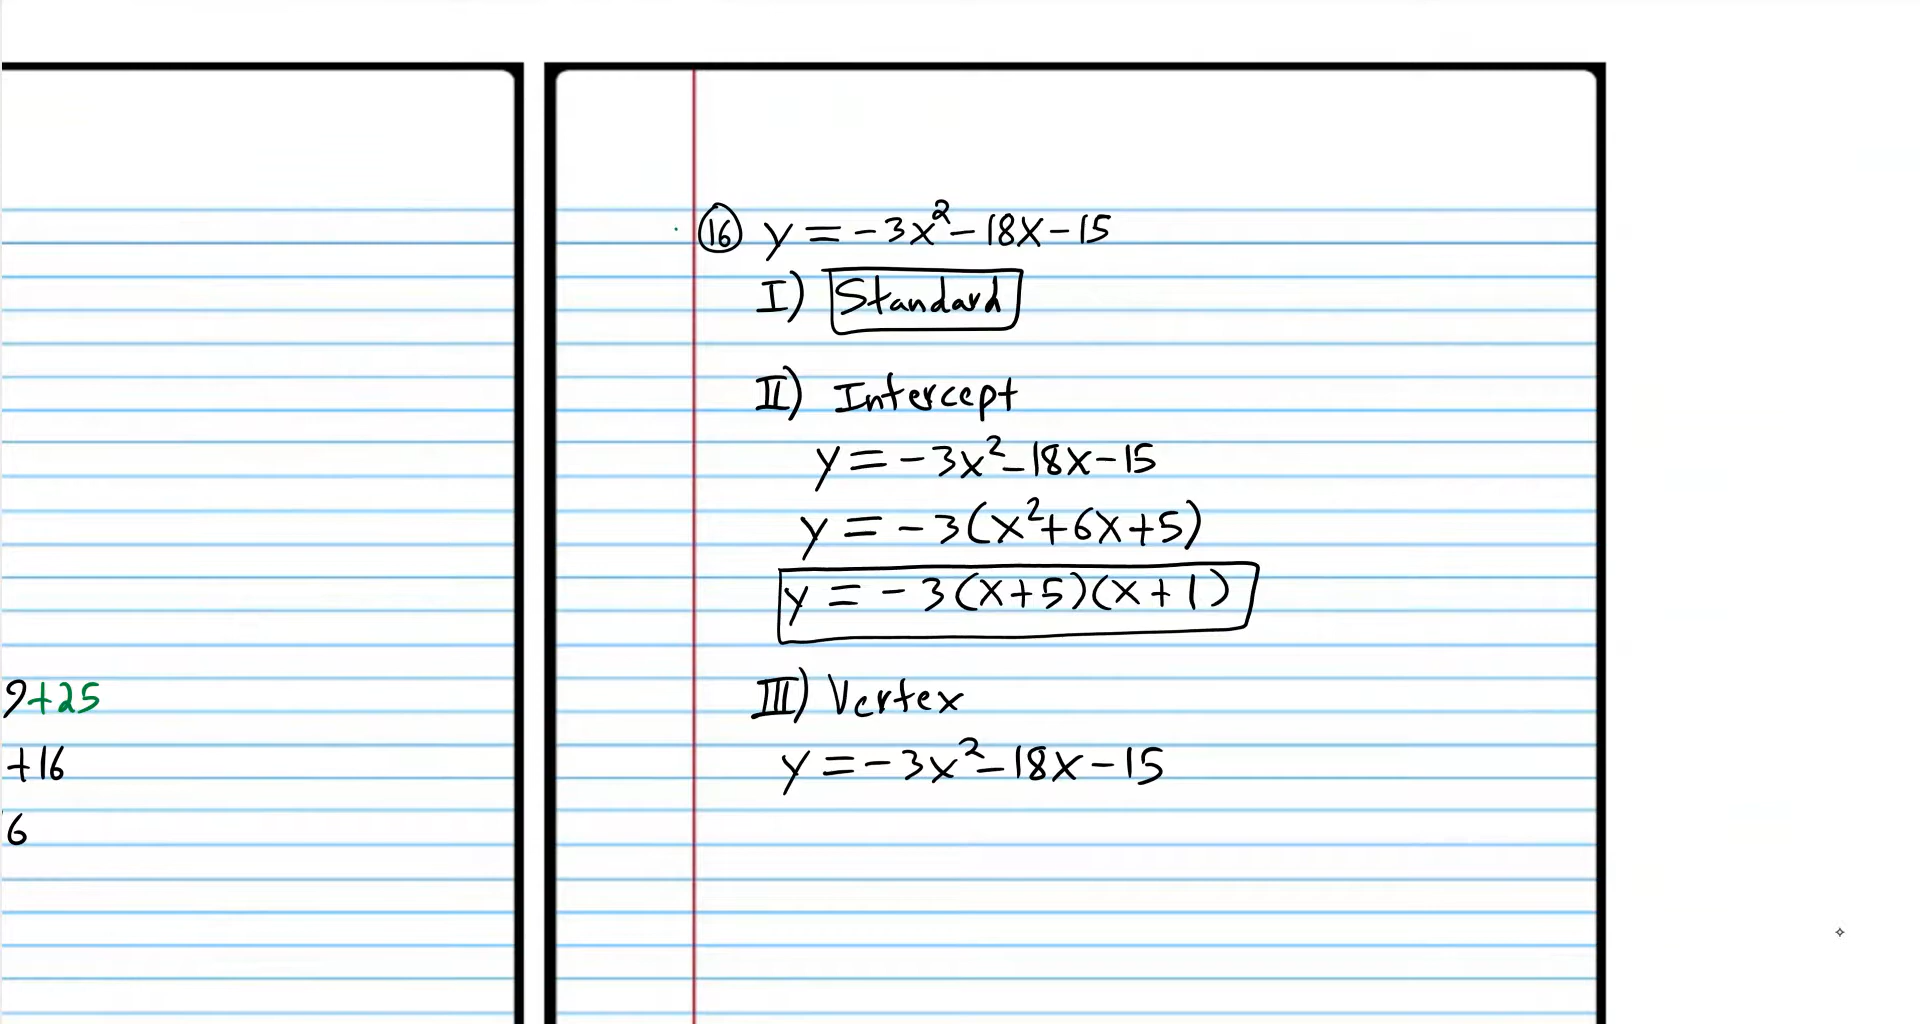 9+25
+16
6
16 y = -3x² - 18x - 15
I) Standard
II) Intercept
y = -3x² - 18x - 15
y = -3(x² + 6x + 5)
y = -3(x + 5)(x + 1)
III) Vertex
y = -3x² - 18x - 15